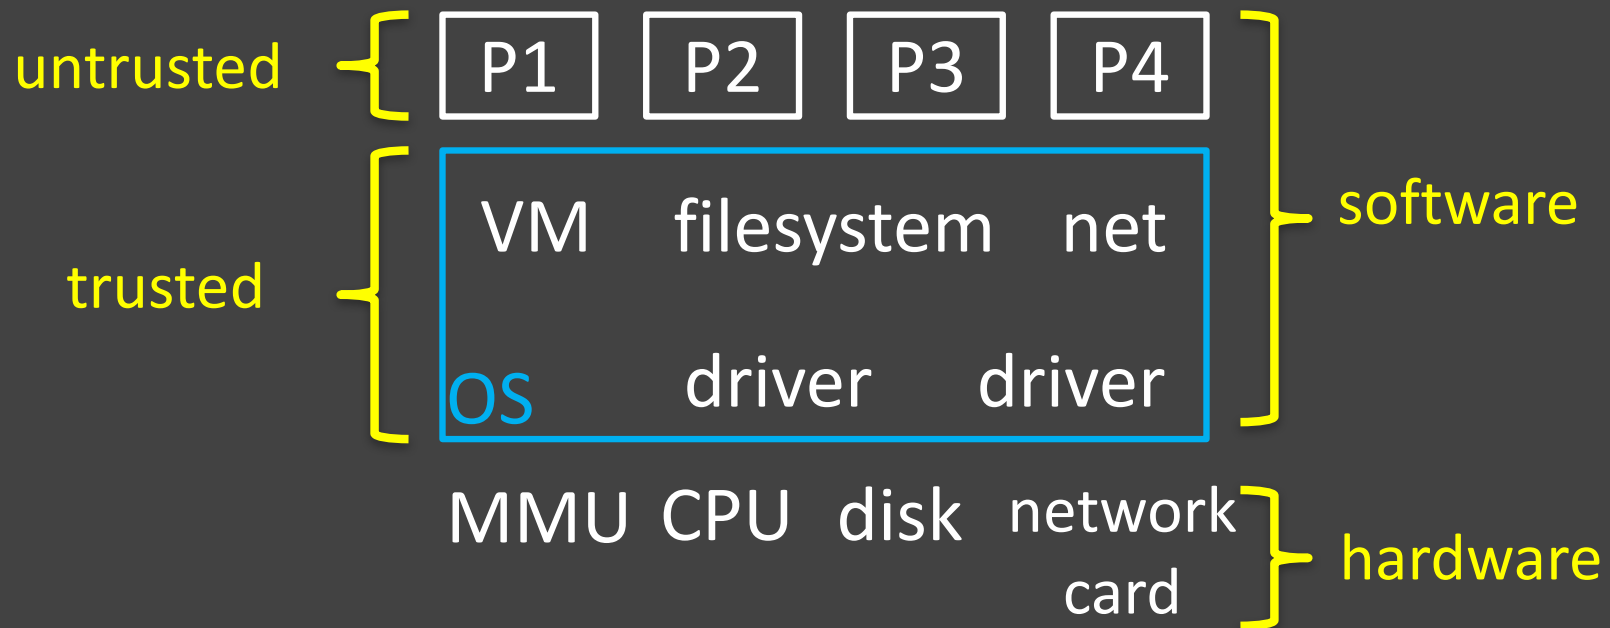 untrusted
P1 P2 P3 P4
software
VM filesystem net
trusted
OS driver driver
MMU CPU disk network
card
hardware